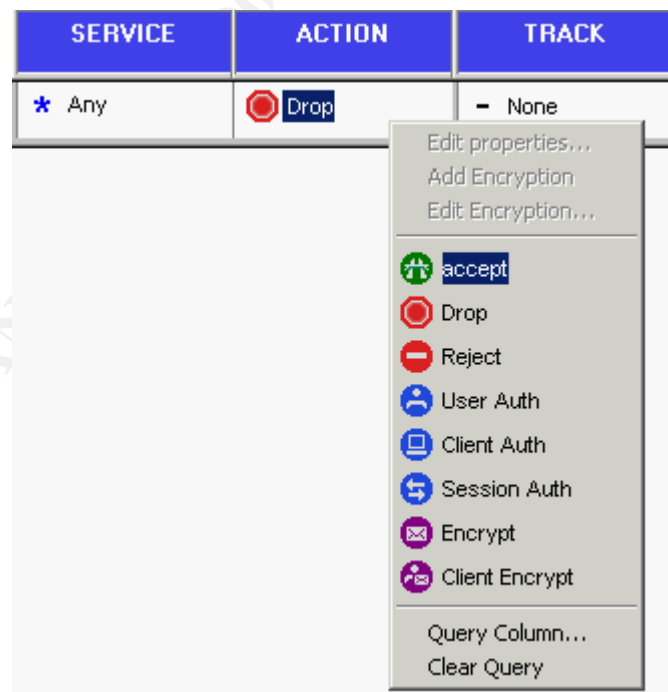 SERVICE ACTION TRACK
* Any Drop - None
Edit properties...
Add Encryption
Edit Encryption...
accept
Drop
Reject
User Auth
Client Auth
Session Auth
Encrypt
Client Encrypt
Query Column...
Clear Query